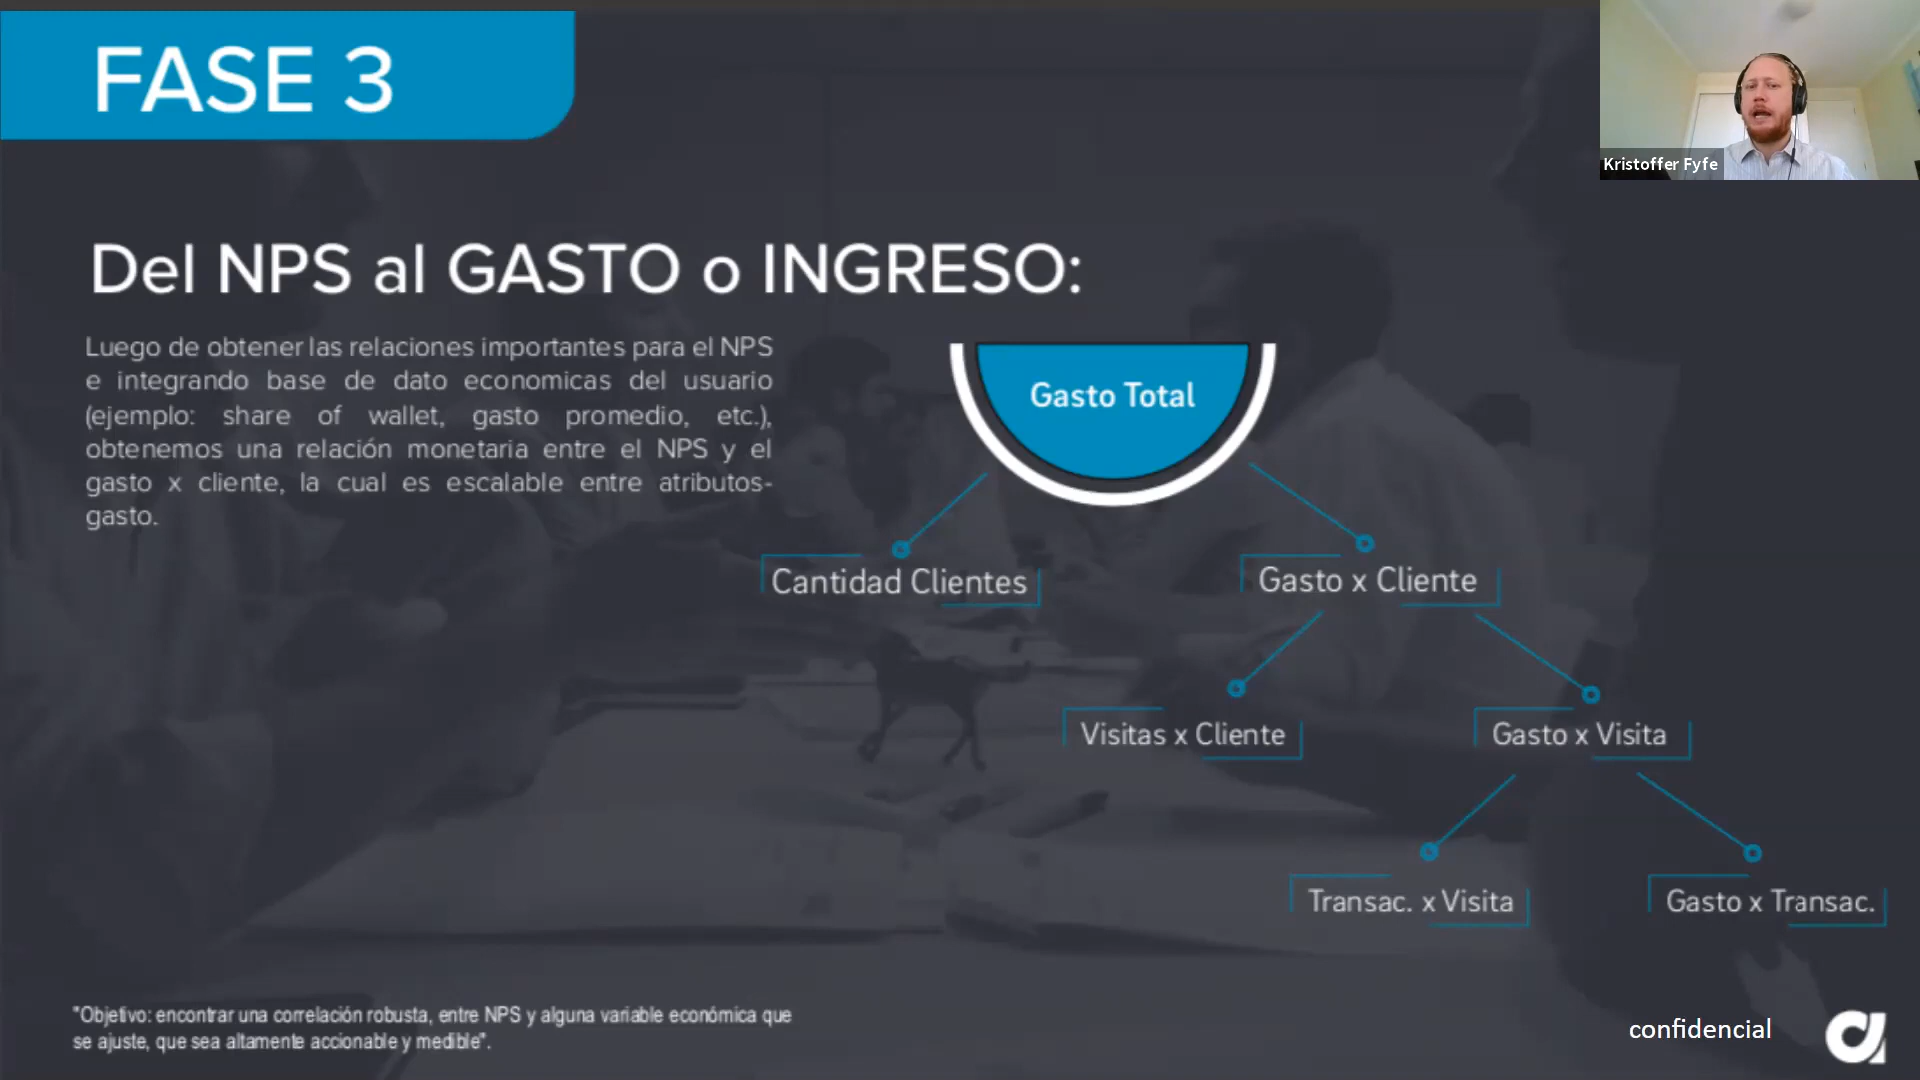 FASE 3
Kristoffer Fyfe
Del NPS al GASTO o INGRESO:
Luego de obtener las relaciones importantes para el NPS
e integrando base de dato economicas del usuario
(ejemplo: share of wallet, gasto promedio, etc.),
obtenemos una relación monetaria entre el NPS y el
gasto x cliente, la cual es escalable entre atributos-
gasto.
Gasto Total
Cantidad Clientes
Gasto x Cliente
Visitas x Cliente
Gasto x Visita
Transac. x Visita
Gasto x Transac.
"Objetivo: encontrar una correlación robusta, entre NPS y alguna variable económica que
se ajuste, que sea altamente accionable y medible".
confidencial